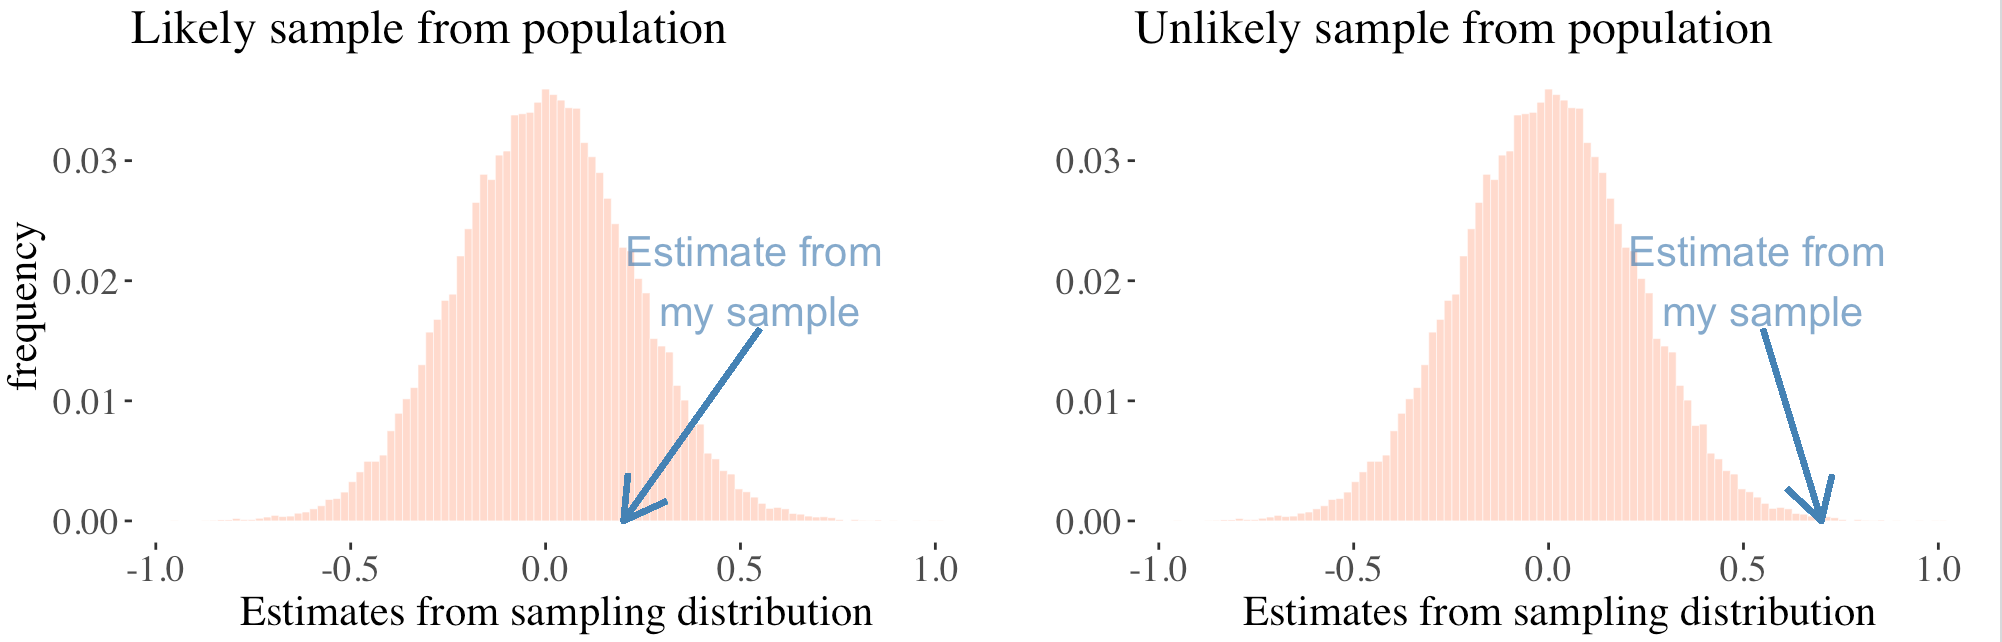 Likely sample from population
frequency
0.03
0.02
0.01
0.00
Estimate from
my sample
-1.0 -0.5 0.0 0.5 1.0
Estimates from sampling distribution
Unlikely sample from population
0.03
0.02
0.01
0.00
Estimate from
my sample
-1.0 -0.5 0.0 0.5 1.0
Estimates from sampling distribution